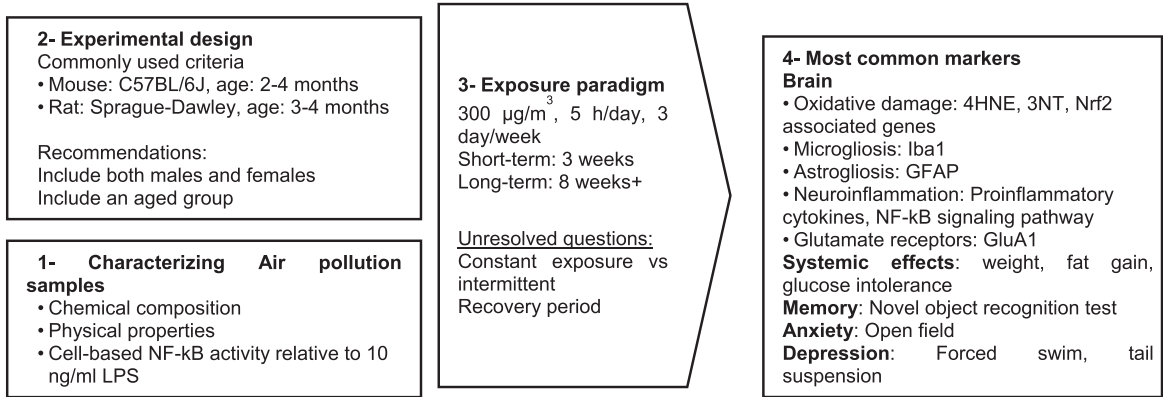 2- Experimental design
Commonly used criteria
• Mouse: C57BL/6J, age: 2-4 months
• Rat: Sprague-Dawley, age: 3-4 months
Recommendations:
Include both males and females
Include an aged group
1- Characterizing Air pollution
samples
• Chemical composition
• Physical properties
• Cell-based NF-kB activity relative to 10
ng/ml LPS
3- Exposure paradigm
300 µg/m³, 5 h/day, 3
day/week
Short-term: 3 weeks
Long-term: 8 weeks+
Unresolved questions:
Constant exposure vs
intermittent
Recovery period
4- Most common markers
Brain
• Oxidative damage: 4HNE, 3NT, Nrf2
associated genes
• Microgliosis: Iba1
• Astrogliosis: GFAP
• Neuroinflammation: Proinflammatory
cytokines, NF-kB signaling pathway
• Glutamate receptors: GluA1
Systemic effects: weight, fat gain,
glucose intolerance
Memory: Novel object recognition test
Anxiety: Open field
Depression: Forced swim, tail
suspension